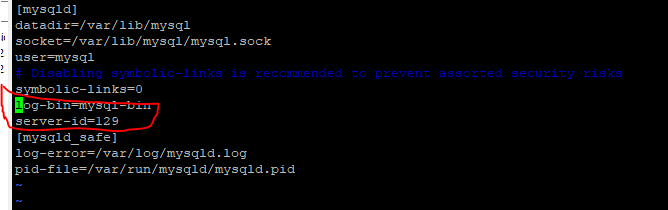 [mysqld]
datadir=/var/lib/mysql
socket=/var/lib/mysql/mysql.sock
user=mysql
# Disabling symbolic-links is recommended to prevent assorted security risks
symbolic-links=0
log-bin=mysql-bin
server-id=129
[mysqld_safe]
log-error=/var/log/mysqld.log
pid-file=/var/run/mysqld/mysqld.pid
~
~